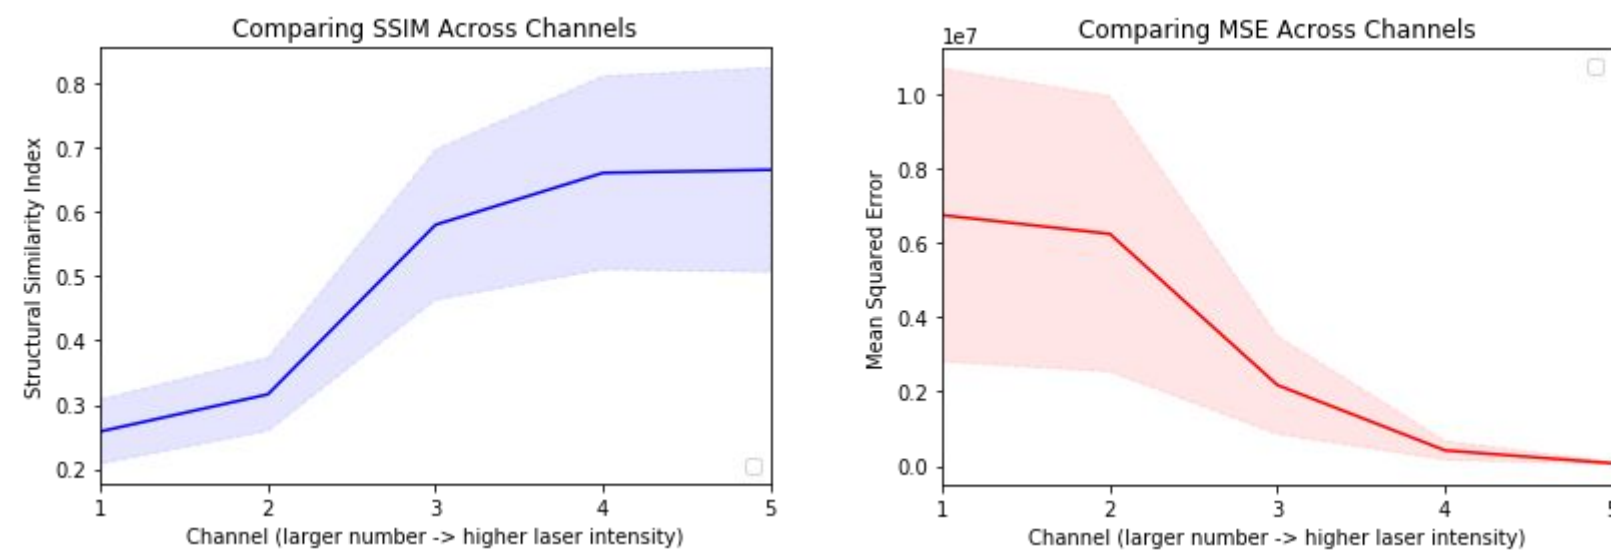 Comparing SSIM Across Channels
Structural Similarity Index
0.8
0.7
0.6
0.5
0.4
0.3
0.2
1 2 3 4 5
Channel (larger number -> higher laser intensity)
Comparing MSE Across Channels
1e7
Mean Squared Error
1.0
0.8
0.6
0.4
0.2
0.0
1 2 3 4 5
Channel (larger number -> higher laser intensity)